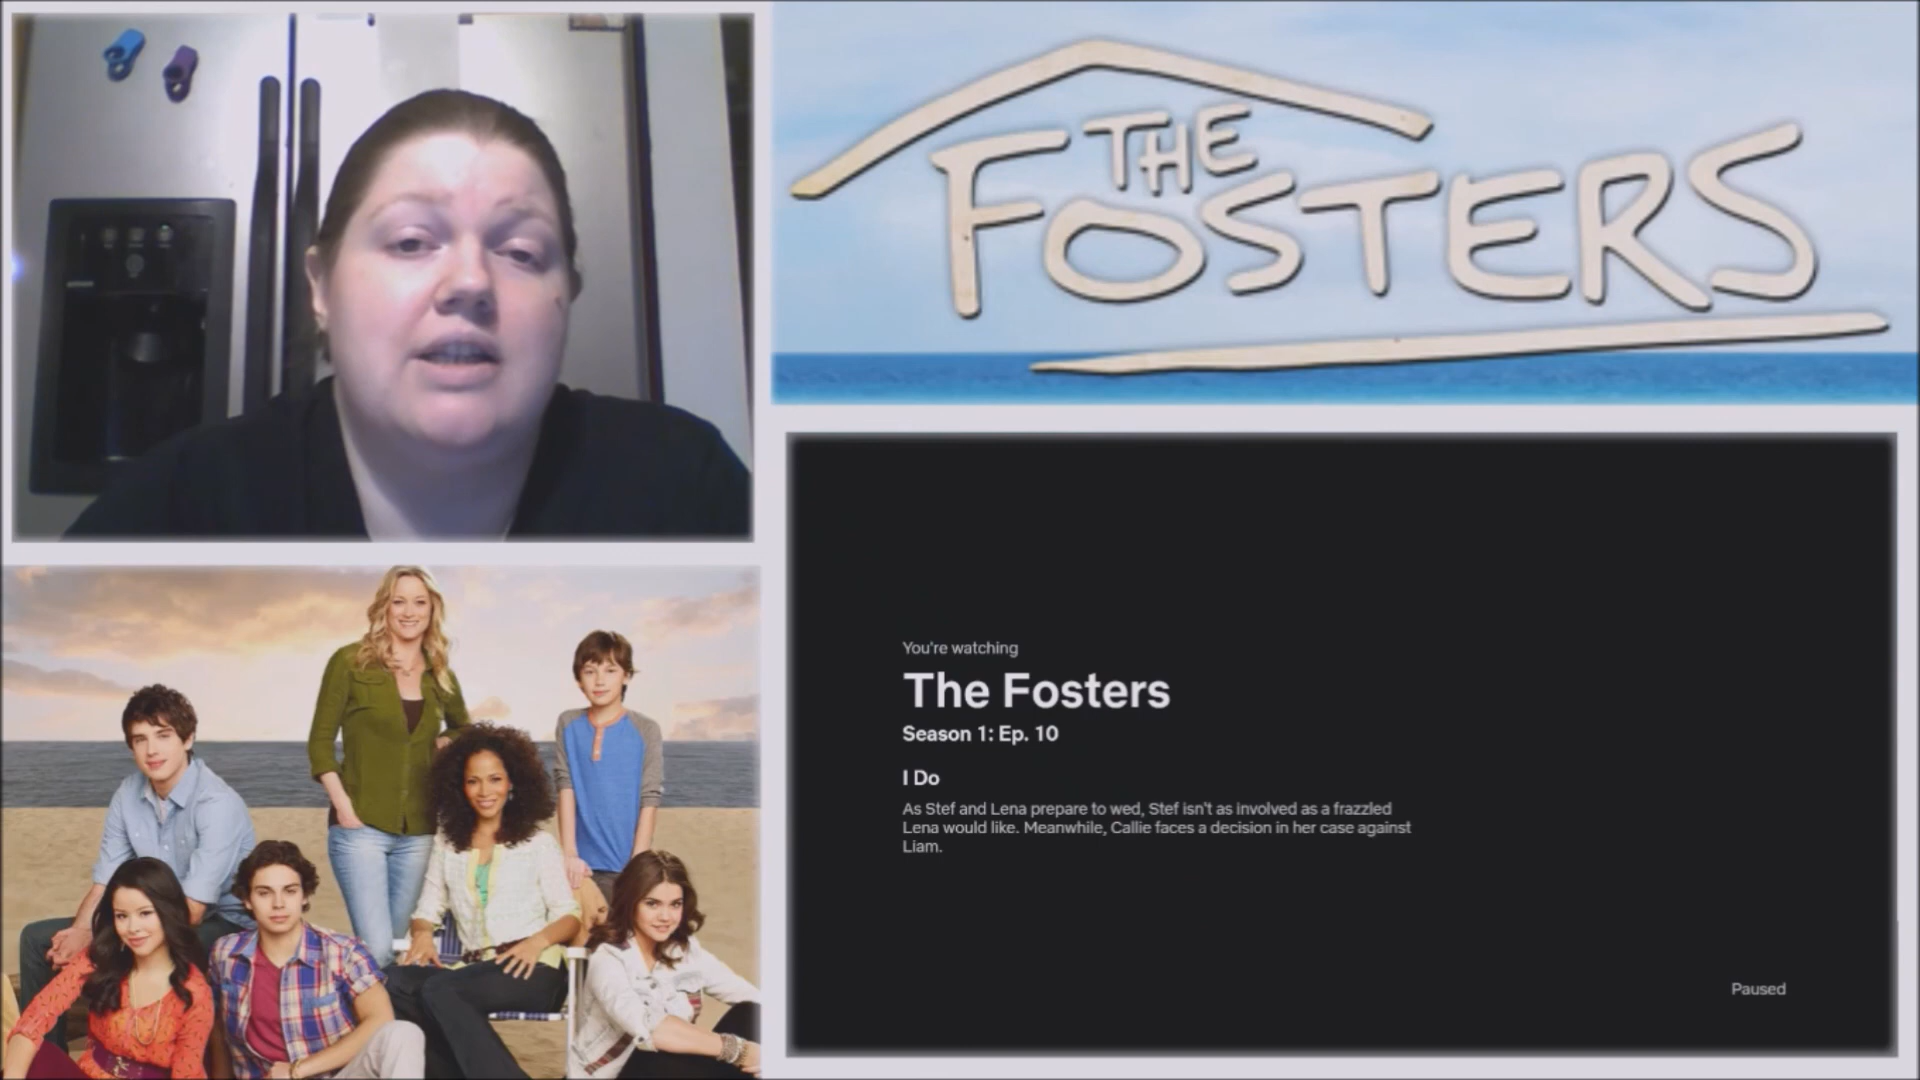 THE
FOSTERS
You're watching
The Fosters
Season 1: Ep. 10
I Do
As Stef and Lena prepare to wed, Stef isn't as involved as a frazzled
Lena would like. Meanwhile, Callie faces a decision in her case against
Liam.
Paused